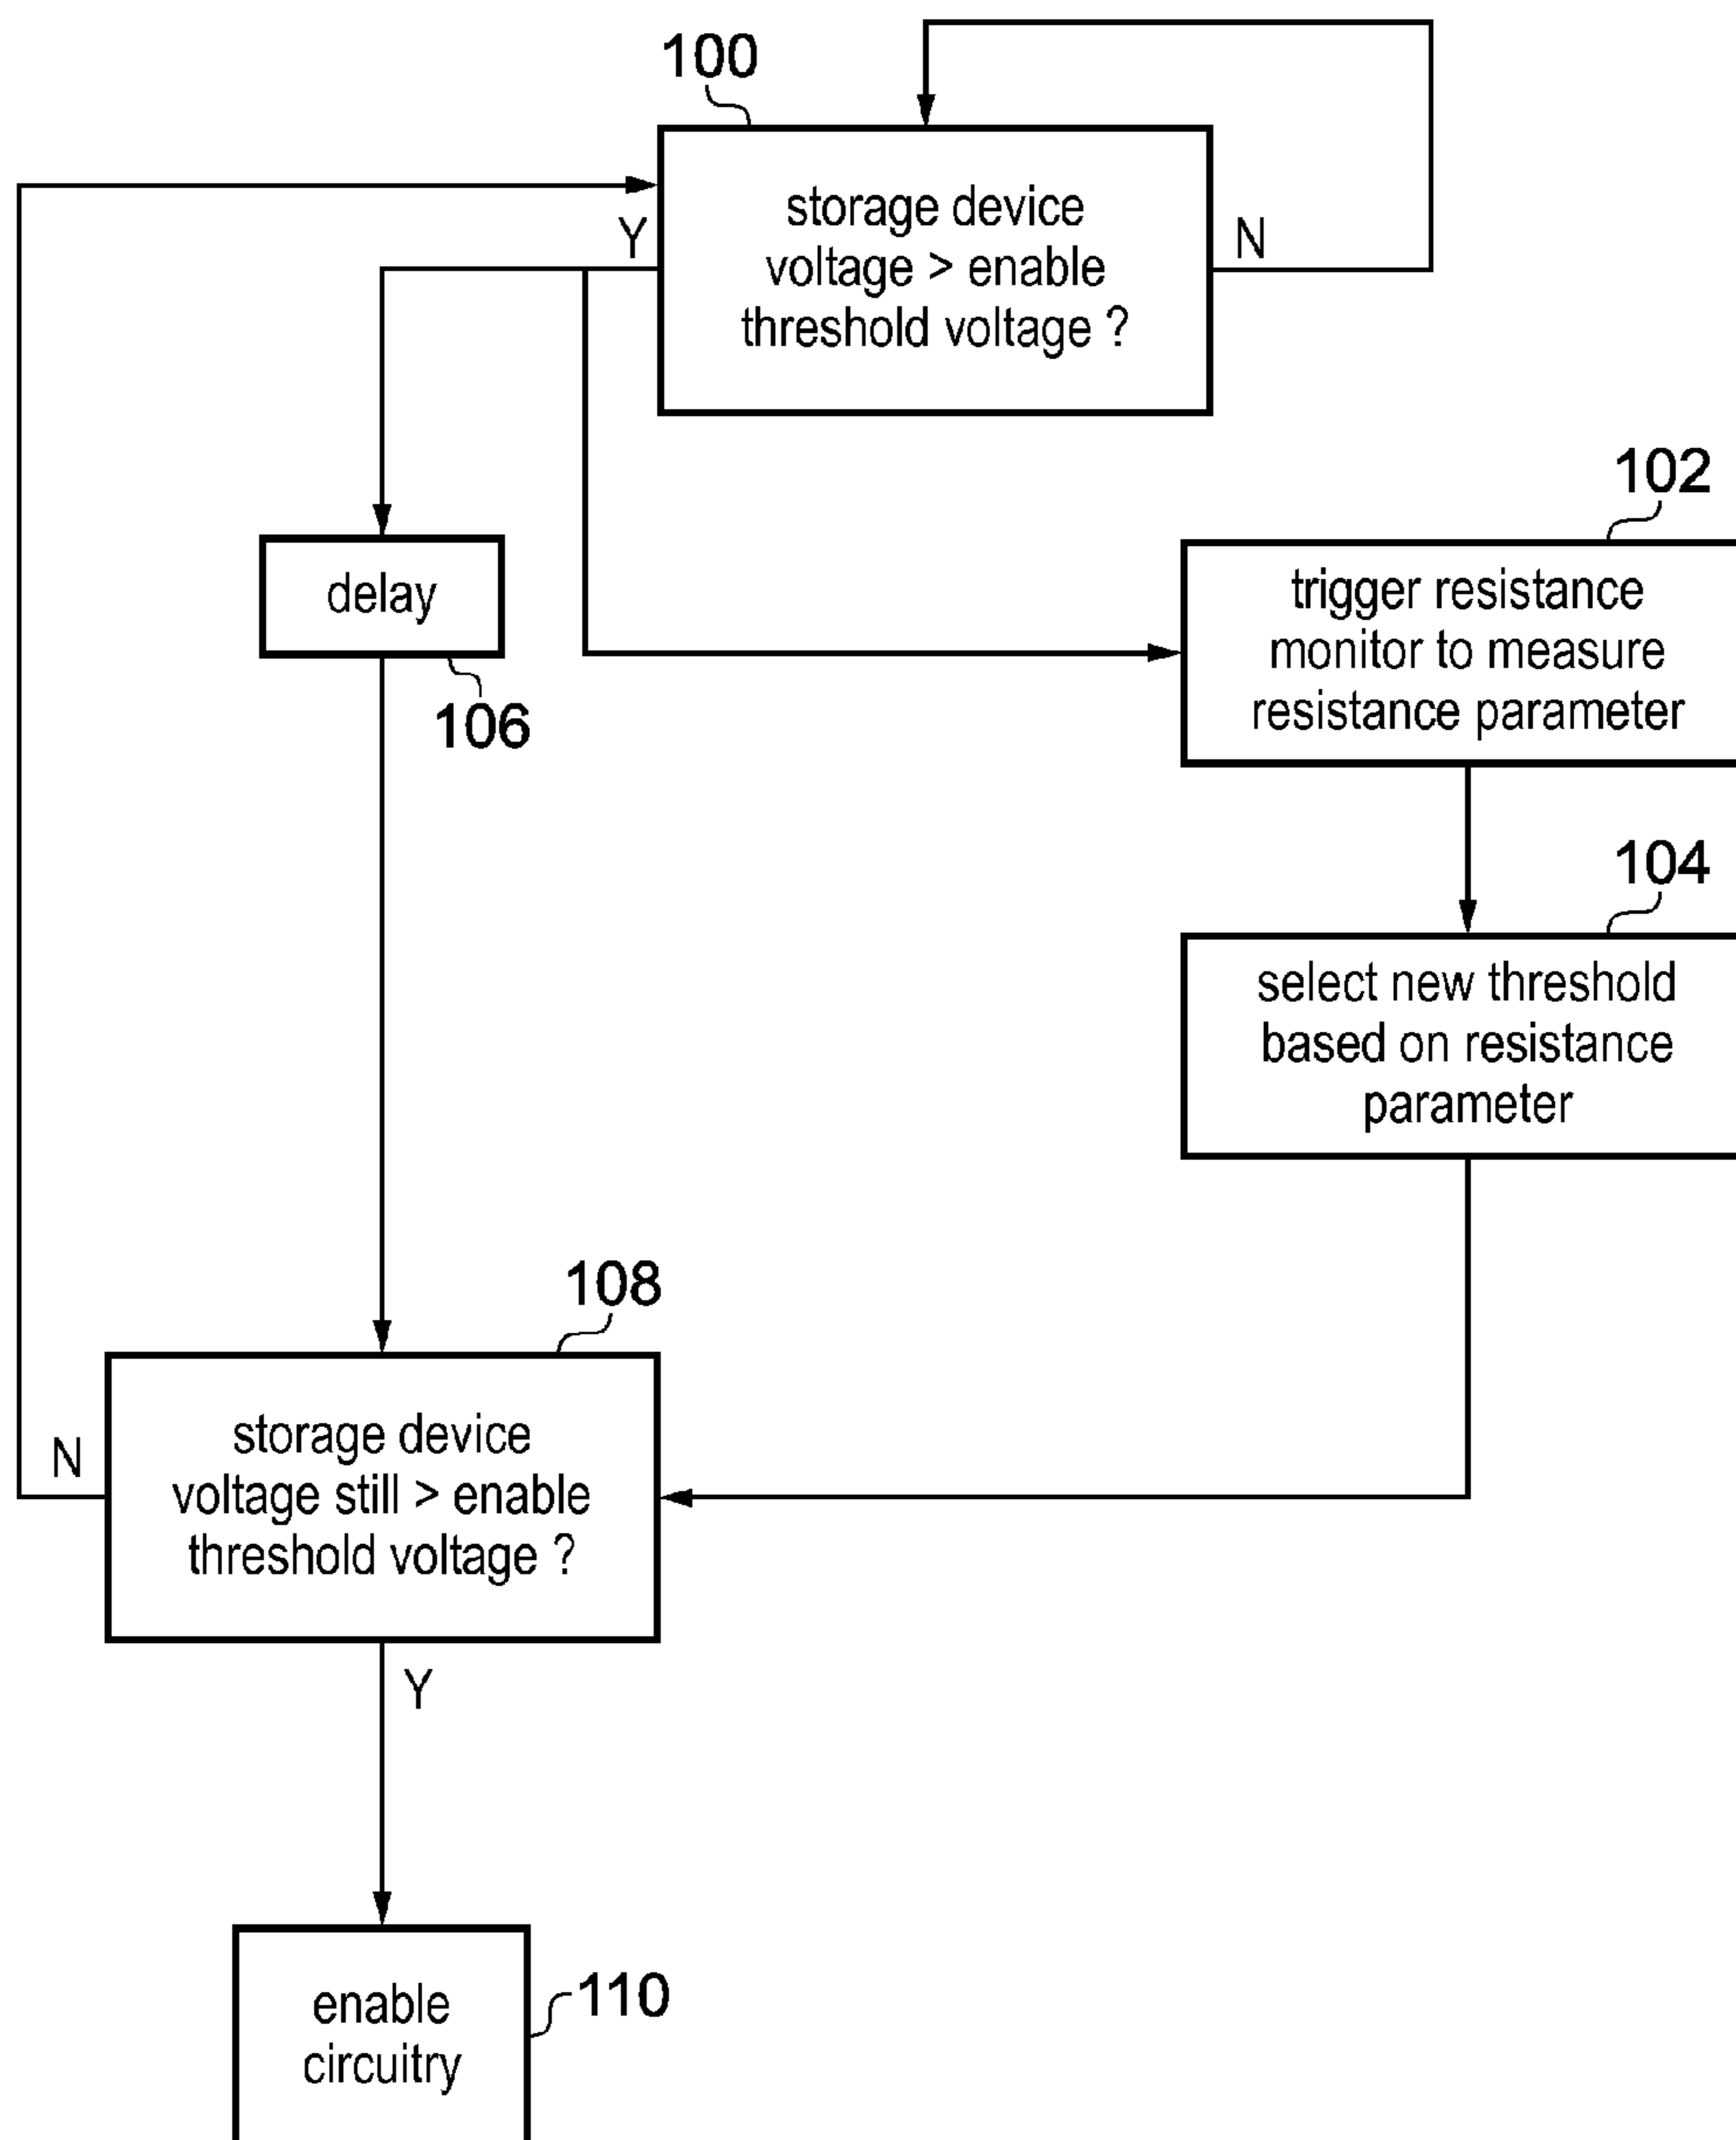 100
storage device
voltage > enable
threshold voltage ?
Y
N
102
trigger resistance
monitor to measure
resistance parameter
delay
106
104
select new threshold
based on resistance
parameter
108
storage device
voltage still > enable
threshold voltage ?
N
Y
enable
circuitry
110